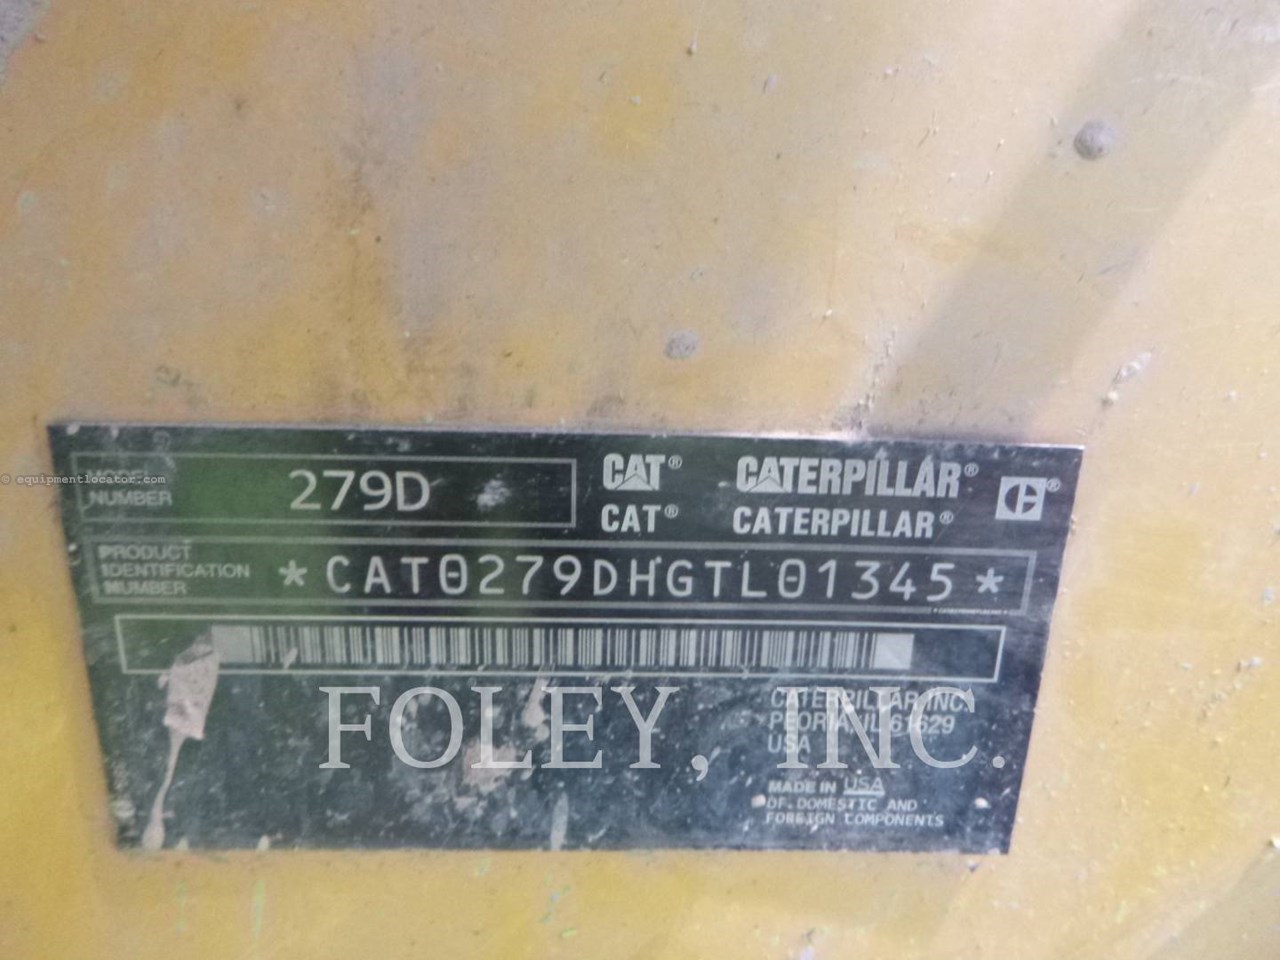 MODEL
NUMBER
279D
CAT® CATERPILLAR®
CAT® CATERPILLAR®
PRODUCT
IDENTIFICATION
NUMBER
*CAT0279DHGTL01345*
CATERPILLAR INC.
PEORIA, IL 61629
USA
MADE IN USA
OF DOMESTIC AND
FOREIGN COMPONENTS
FOLEY, INC.
© equipmentlocator.com